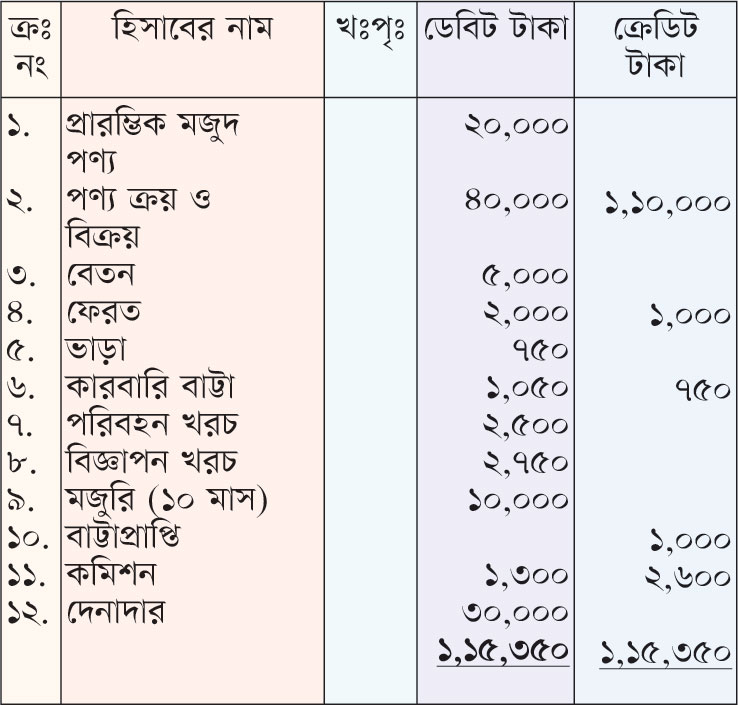 ক্রঃ নং হিসাবের নাম খঃপৃঃ ডেবিট টাকা ক্রেডিট টাকা
১. প্রারম্ভিক মজুদ পণ্য ২০,০০০
২. পণ্য ক্রয় ও বিক্রয় ৪০,০০০ ১,১০,০০০
৩. বেতন ৫,০০০
৪. ফেরত ২,০০০ ১,০০০
৫. ভাড়া ৭৫০
৬. কারবারি বাট্টা ১,০৫০ ৭৫০
৭. পরিবহন খরচ ২,৫০০
৮. বিজ্ঞাপন খরচ ২,৭৫০
৯. মজুরি (১০ মাস) ১০,০০০
১০. বাট্টাপ্রাপ্তি ১,০০০
১১. কমিশন ১,৩০০ ২,৬০০
১২. দেনাদার ৩০,০০০
১,১৫,৩৫০ ১,১৫,৩৫০